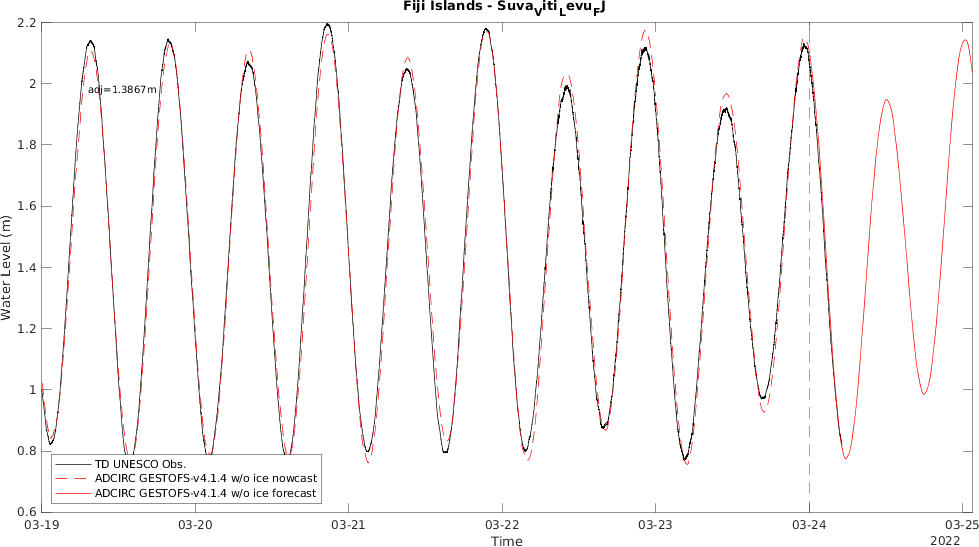 Fiji Islands - SuvaVitiLevuFJ
2.2
2
adj=1.3867m
1.8
1.6
Water Level (m)
1.4
1.2
1
0.8
TD UNESCO Obs.
ADCIRC GESTOFS-v4.1.4 w/o ice nowcast
ADCIRC GESTOFS-v4.1.4 w/o ice forecast
0.6
03-19 03-20 03-21 03-22 03-23 03-24 03-25
Time
2022